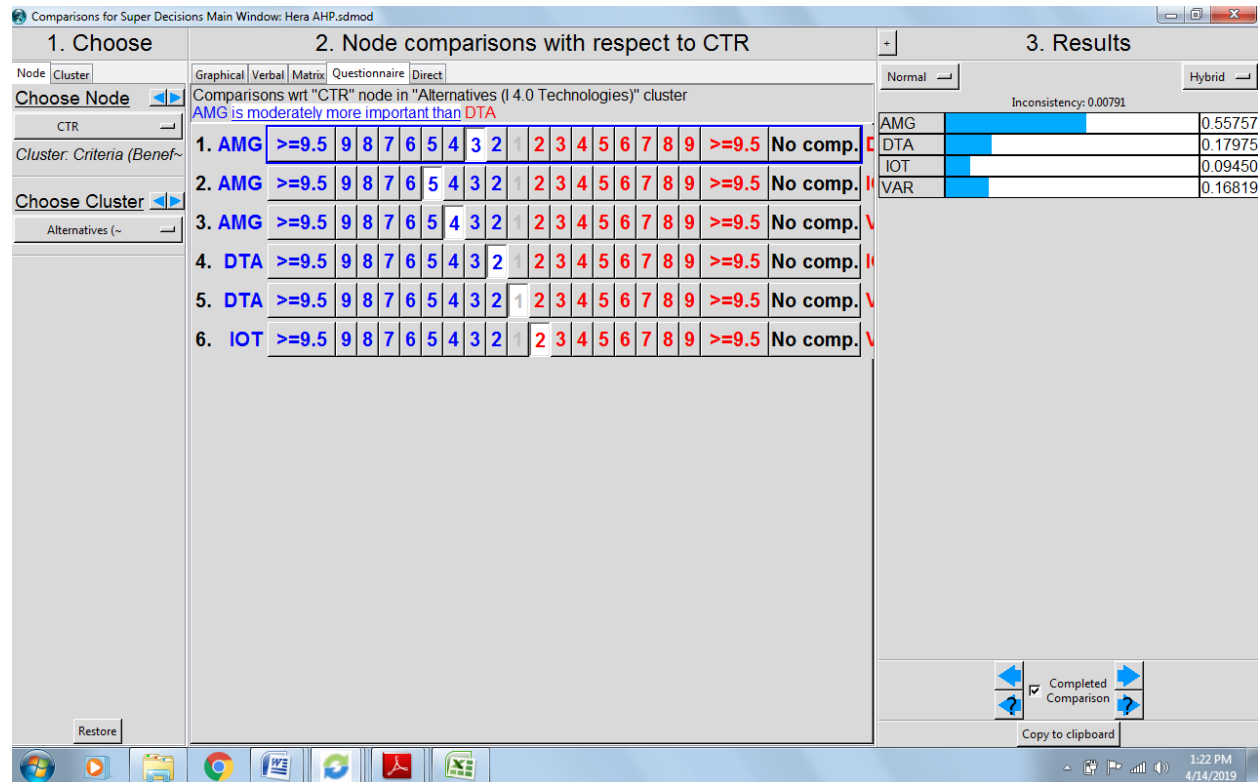 Comparisons for Super Decisions Main Window: Hera AHP.sdmod
1. Choose
Node Cluster
Choose Node
CTR
Cluster: Criteria (Benef~
Choose Cluster
Alternatives (~
Restore
2. Node comparisons with respect to CTR
Graphical Verbal Matrix Questionnaire Direct
Comparisons wrt "CTR" node in "Alternatives (I 4.0 Technologies)" cluster
AMG is moderately more important than DTA
1. AMG >=9.5 9 8 7 6 5 4 3 2 1 2 3 4 5 6 7 8 9 >=9.5 No comp.
2. AMG >=9.5 9 8 7 6 5 4 3 2 1 2 3 4 5 6 7 8 9 >=9.5 No comp.
3. AMG >=9.5 9 8 7 6 5 4 3 2 1 2 3 4 5 6 7 8 9 >=9.5 No comp.
4. DTA >=9.5 9 8 7 6 5 4 3 2 1 2 3 4 5 6 7 8 9 >=9.5 No comp.
5. DTA >=9.5 9 8 7 6 5 4 3 2 1 2 3 4 5 6 7 8 9 >=9.5 No comp.
6. IOT >=9.5 9 8 7 6 5 4 3 2 1 2 3 4 5 6 7 8 9 >=9.5 No comp.
+ 3. Results
Normal Hybrid
Inconsistency: 0.00791
AMG 0.55757
DTA 0.17975
IOT 0.09450
VAR 0.16819
Completed
Comparison
Copy to clipboard
1:22 PM
4/14/2019